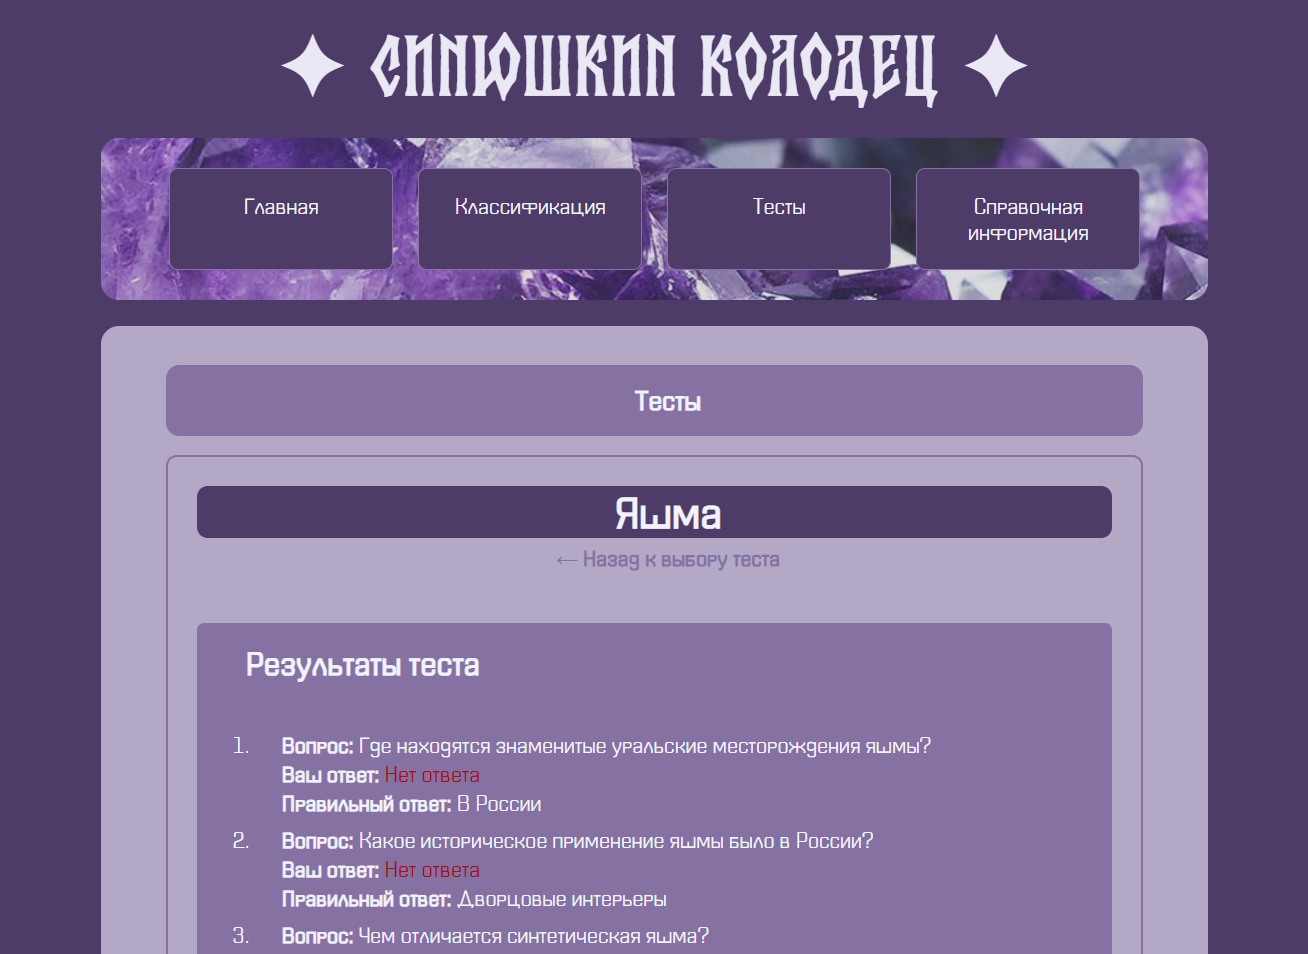 ✦ СИНЮШКИН КОЛОДЕЦ ✦
Главная
Классификация
Тесты
Справочная
информация
Тесты
Яшма
← Назад к выбору теста
Результаты теста
1. Вопрос: Где находятся знаменитые уральские месторождения яшмы?
Ваш ответ: Нет ответа
Правильный ответ: В России
2. Вопрос: Какое историческое применение яшмы было в России?
Ваш ответ: Нет ответа
Правильный ответ: Дворцовые интерьеры
3. Вопрос: Чем отличается синтетическая яшма?